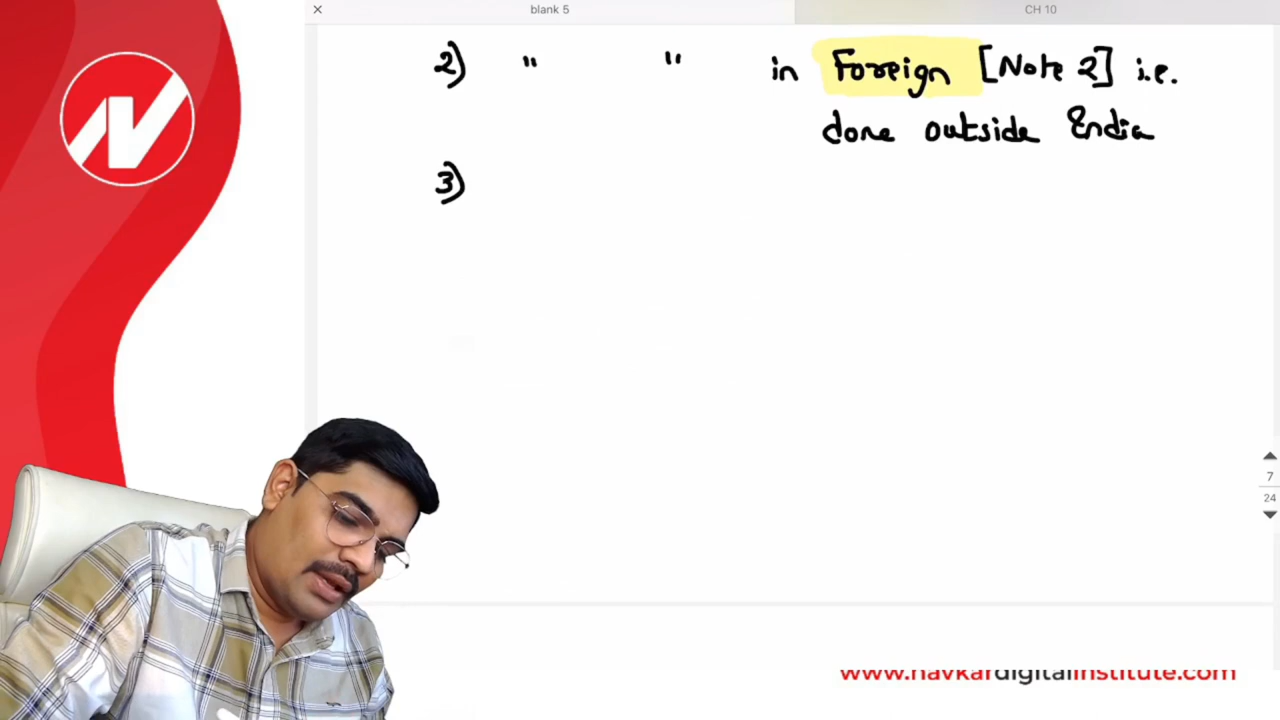 × blank 5 CH 10
2) " " in Foreign [Note 2] i.e.
done outside India
3)
7
24
www.navkardigitalinstitute.com